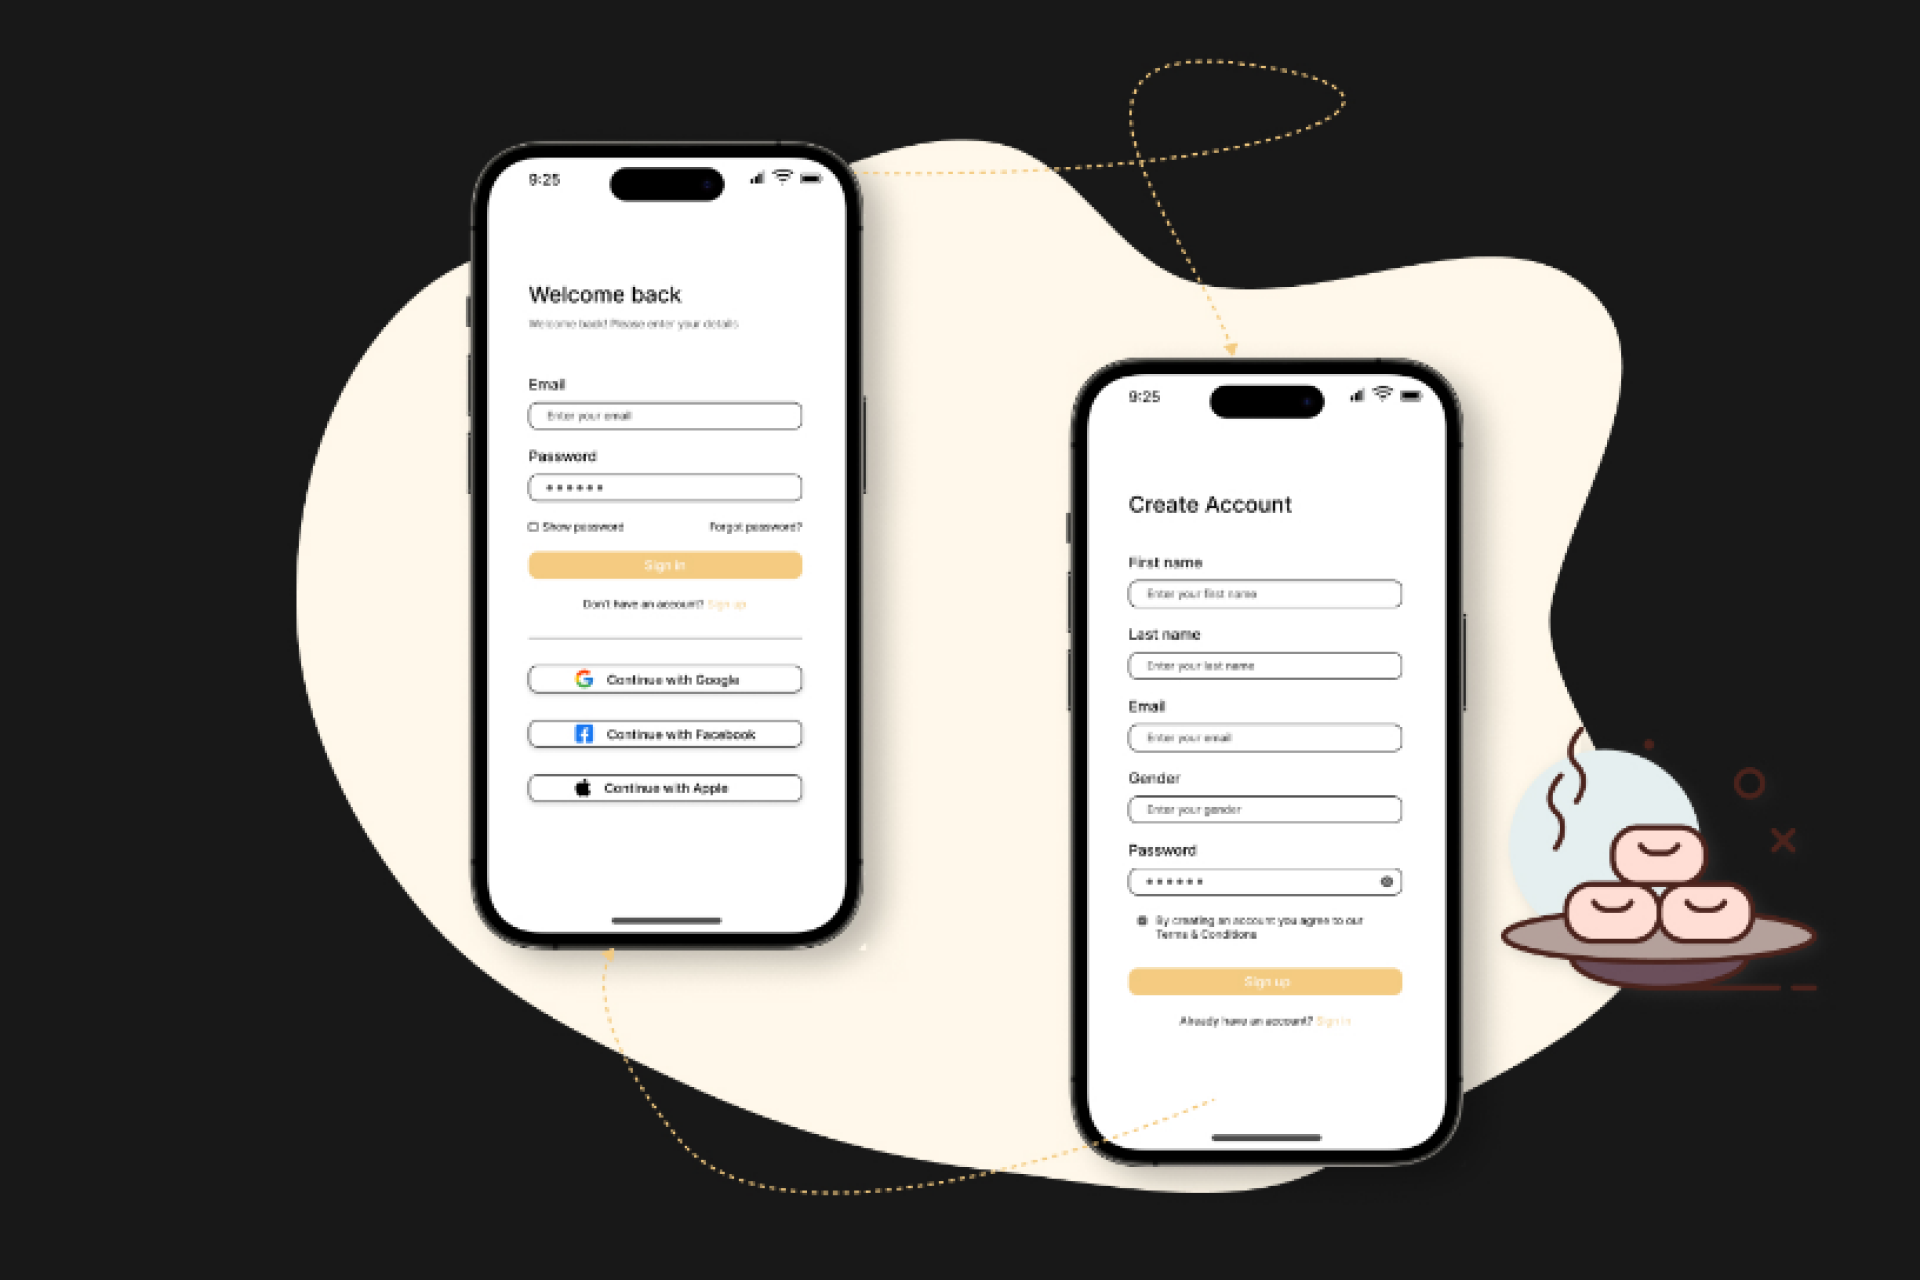 9:25
Welcome back
Welcome back! Please enter your details
Email
Enter your email
Password
Show password
Forgot password?
Sign in
Don't have an account? Sign up
Continue with Google
Continue with Facebook
Continue with Apple
9:25
Create Account
First name
Enter your first name
Last name
Enter your last name
Email
Enter your email
Gender
Enter your gender
Password
By creating an account you agree to our
Terms & Conditions
Sign up
Already have an account? Sign in